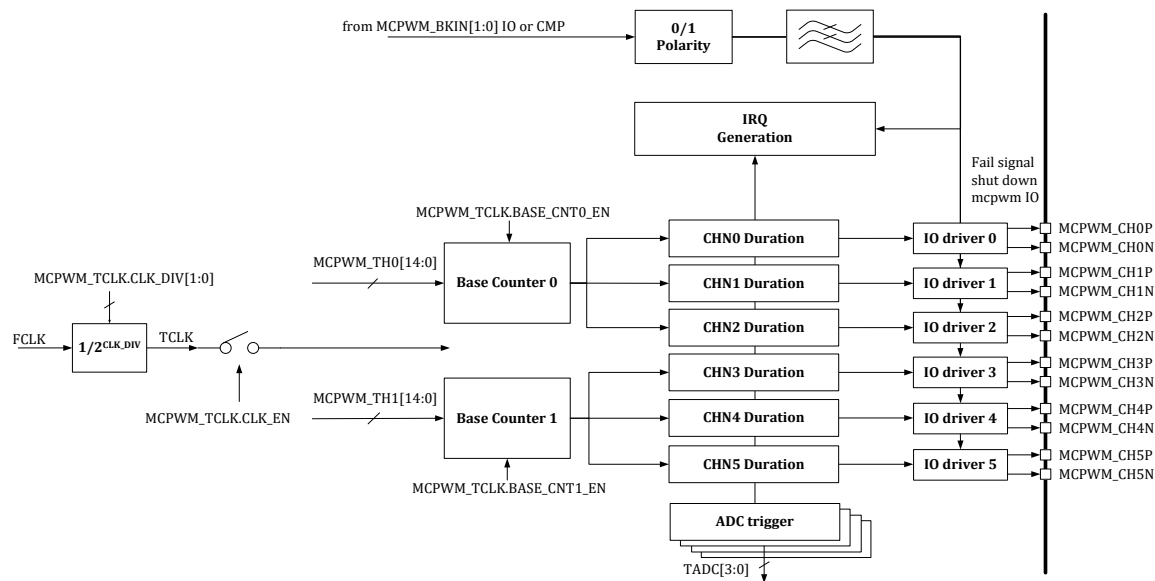 from MCPWM_BKIN[1:0] IO or CMP
0/1
Polarity
IRQ
Generation
Fail signal
shut down
mcpwm IO
MCPWM_TCLK.BASE_CNT0_EN
MCPWM_TH0[14:0]
Base Counter 0
CHN0 Duration
IO driver 0
MCPWM_CH0P
MCPWM_CH0N
CHN1 Duration
IO driver 1
MCPWM_CH1P
MCPWM_CH1N
CHN2 Duration
IO driver 2
MCPWM_CH2P
MCPWM_CH2N
MCPWM_TCLK.CLK_DIV[1:0]
FCLK
1/2^CLK_DIV
TCLK
MCPWM_TCLK.CLK_EN
MCPWM_TH1[14:0]
Base Counter 1
MCPWM_TCLK.BASE_CNT1_EN
CHN3 Duration
IO driver 3
MCPWM_CH3P
MCPWM_CH3N
CHN4 Duration
IO driver 4
MCPWM_CH4P
MCPWM_CH4N
CHN5 Duration
IO driver 5
MCPWM_CH5P
MCPWM_CH5N
ADC trigger
TADC[3:0]